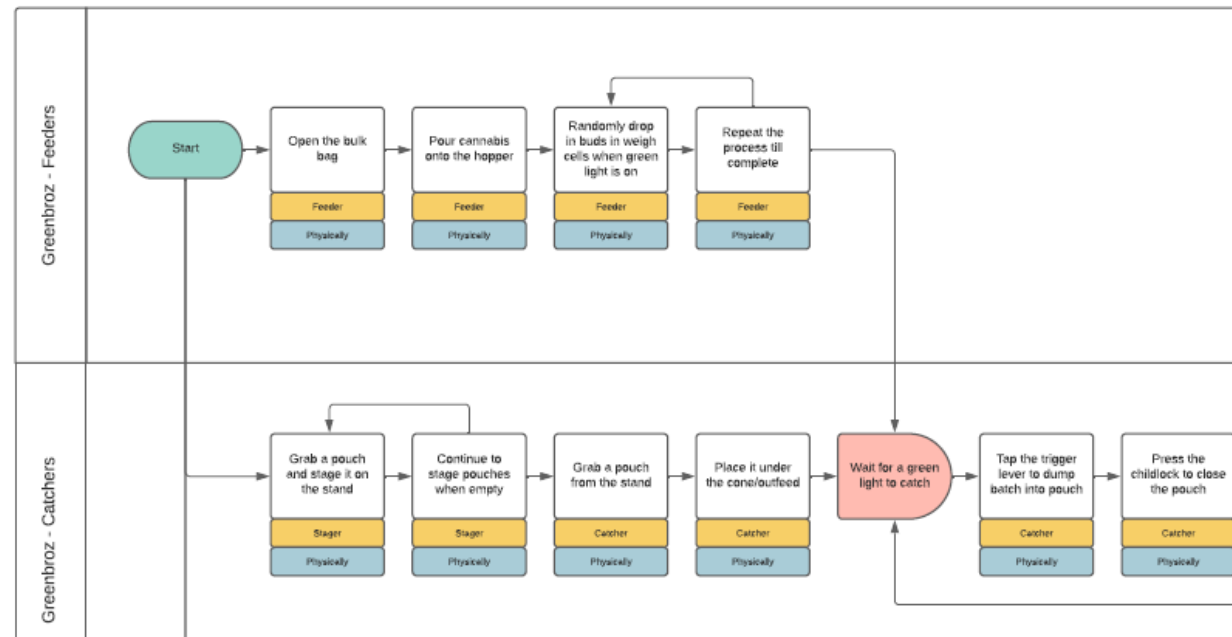 Greenbroz - Feeders
Start
Open the bulk
bag
Feeder
Physically
Pour cannabis
onto the hopper
Feeder
Physically
Randomly drop
in buds in weigh
cells when green
light is on
Feeder
Physically
Repeat the
process till
complete
Feeder
Physically
Greenbroz - Catchers
Grab a pouch
and stage it on
the stand
Stager
Physically
Continue to
stage pouches
when empty
Stager
Physically
Grab a pouch
from the stand
Catcher
Physically
Place it under
the cone/outfeed
Catcher
Physically
Wait for a green
light to catch
Tap the trigger
lever to dump
batch into pouch
Catcher
Physically
Press the
childlock to close
the pouch
Catcher
Physically